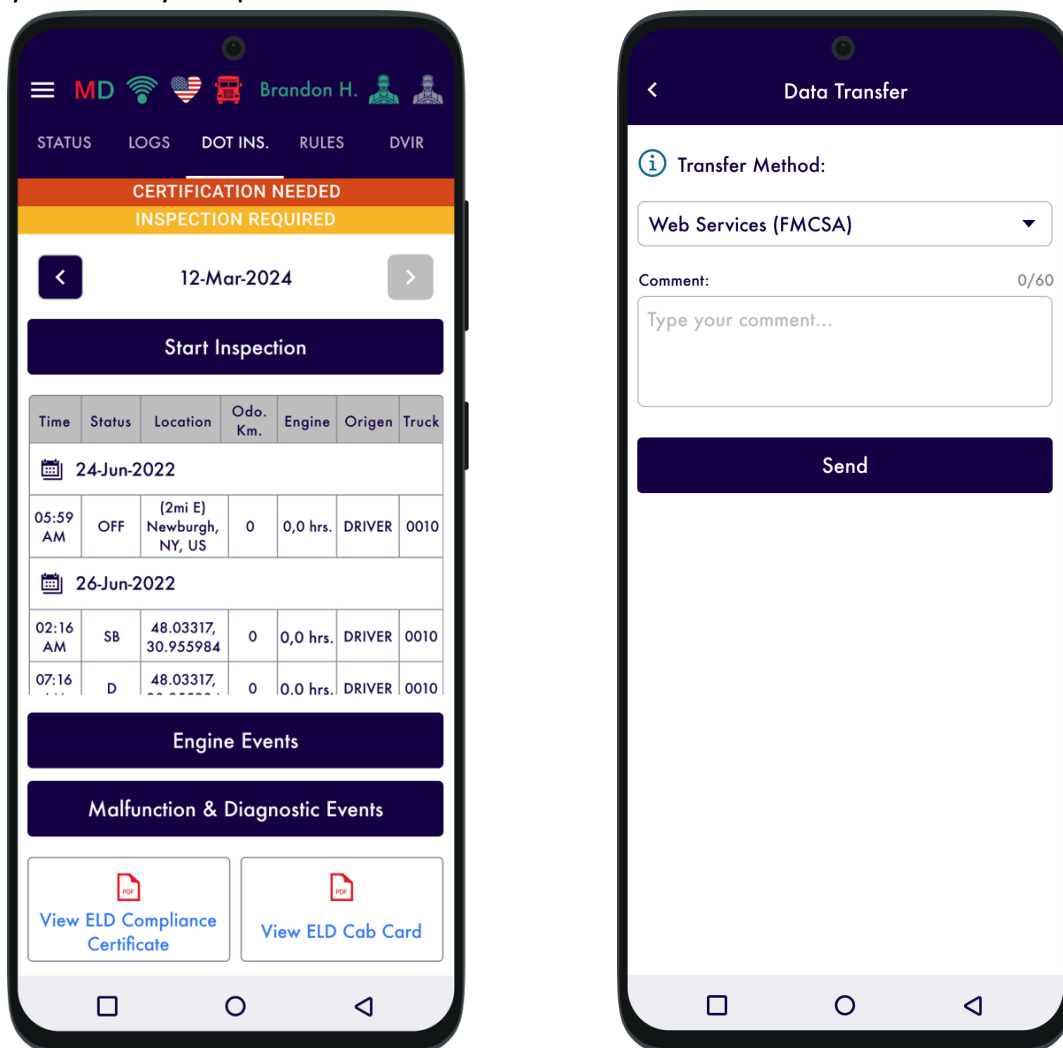 MD Brandon H.
STATUS LOGS DOT INS. RULES DVIR
CERTIFICATION NEEDED
INSPECTION REQUIRED
12-Mar-2024
Start Inspection
Time Status Location Odo. Km. Engine Origen Truck
24-Jun-2022
05:59 AM OFF (2mi E) Newburgh, NY, US 0 0,0 hrs. DRIVER 0010
26-Jun-2022
02:16 AM SB 48.03317, 30.955984 0 0,0 hrs. DRIVER 0010
07:16 D 48.03317, 0 0.0 hrs. DRIVER 0010
Engine Events
Malfunction & Diagnostic Events
PDF
View ELD Compliance
Certificate
PDF
View ELD Cab Card
Data Transfer
Transfer Method:
Web Services (FMCSA)
Comment: 0/60
Type your comment...
Send